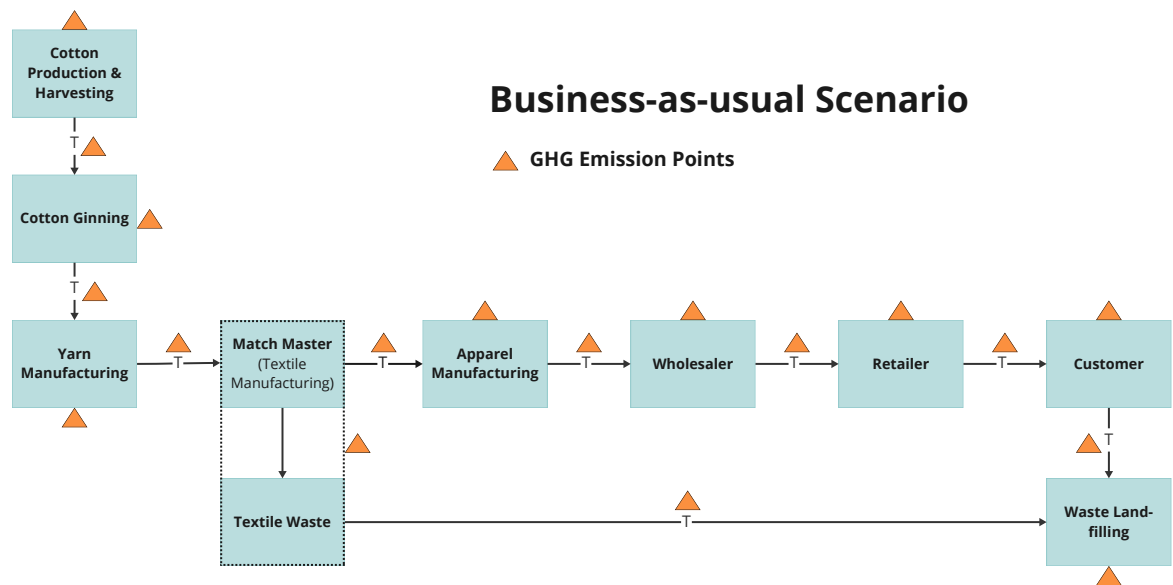 Business-as-usual Scenario
GHG Emission Points
Cotton
Production &
Harvesting
T
Cotton Ginning
T
Yarn
Manufacturing
T
Match Master
(Textile
Manufacturing)
T
Apparel
Manufacturing
T
Wholesaler
T
Retailer
T
Customer
T
Textile Waste
T
Waste Land-
filling